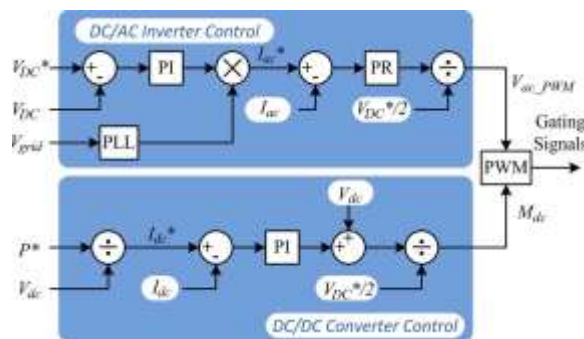 DC/AC Inverter Control
V_DC*
+
-
PI
×
I_ac*
+
-
PR
÷
V_DC
I_ac
V_DC*/2
V_ac_PWM
V_grid
PLL
Gating
Signals
PWM
V_dc
M_dc
P*
÷
I_dc*
+
-
PI
+
+
÷
V_dc
I_dc
V_DC*/2
DC/DC Converter Control